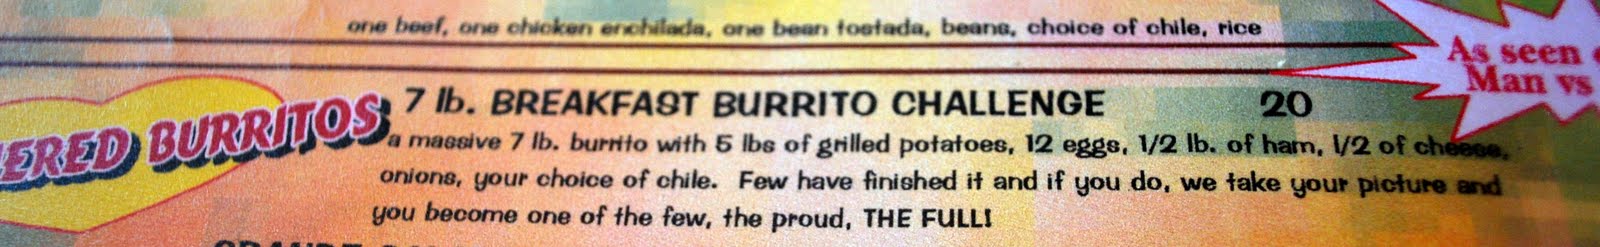 one beef, one chicken enchilada, one bean tostada, beans, choice of chile, rice
As seen
Man vs
BURRITOS
7 lb. BREAKFAST BURRITO CHALLENGE 20
a massive 7 lb. burrito with 5 lbs of grilled potatoes, 12 eggs, 1/2 lb. of ham, 1/2 of cheese,
onions, your choice of chile. Few have finished it and if you do, we take your picture and
you become one of the few, the proud, THE FULL!